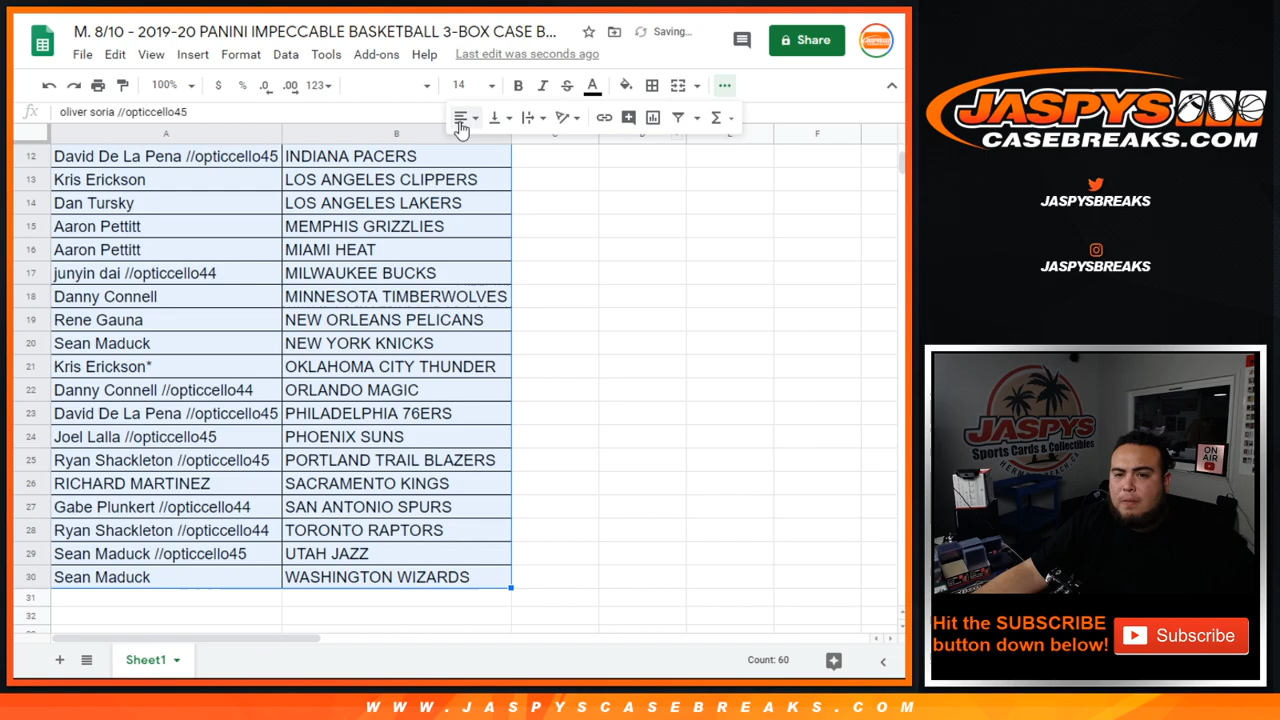 M. 8/10 - 2019-20 PANINI IMPECCABLE BASKETBALL 3-BOX CASE B...
Saving...
File Edit View Insert Format Data Tools Add-ons Help Last edit was seconds ago
Share
100% $ % .0 .00 123 14 B I S A
fx oliver soria //opticcello45
A B F
12 David De La Pena //opticcello45 INDIANA PACERS
13 Kris Erickson LOS ANGELES CLIPPERS
14 Dan Tursky LOS ANGELES LAKERS
15 Aaron Pettitt MEMPHIS GRIZZLIES
16 Aaron Pettitt MIAMI HEAT
17 junyin dai //opticcello44 MILWAUKEE BUCKS
18 Danny Connell MINNESOTA TIMBERWOLVES
19 Rene Gauna NEW ORLEANS PELICANS
20 Sean Maduck NEW YORK KNICKS
21 Kris Erickson* OKLAHOMA CITY THUNDER
22 Danny Connell //opticcello44 ORLANDO MAGIC
23 David De La Pena //opticcello45 PHILADELPHIA 76ERS
24 Joel Lalla //opticcello45 PHOENIX SUNS
25 Ryan Shackleton //opticcello45 PORTLAND TRAIL BLAZERS
26 RICHARD MARTINEZ SACRAMENTO KINGS
27 Gabe Plunkert //opticcello44 SAN ANTONIO SPURS
28 Ryan Shackleton //opticcello44 TORONTO RAPTORS
29 Sean Maduck //opticcello45 UTAH JAZZ
30 Sean Maduck WASHINGTON WIZARDS
31
32
Sheet1
Count: 60
JASPYS
CASEBREAKS.COM
JASPYSBREAKS
JASPYSBREAKS
JASPYS
Sports Cards & Collectibles
ON
AIR
Hit the SUBSCRIBE
button down below!
Subscribe
WWW.JASPYSCASEBREAKS.COM